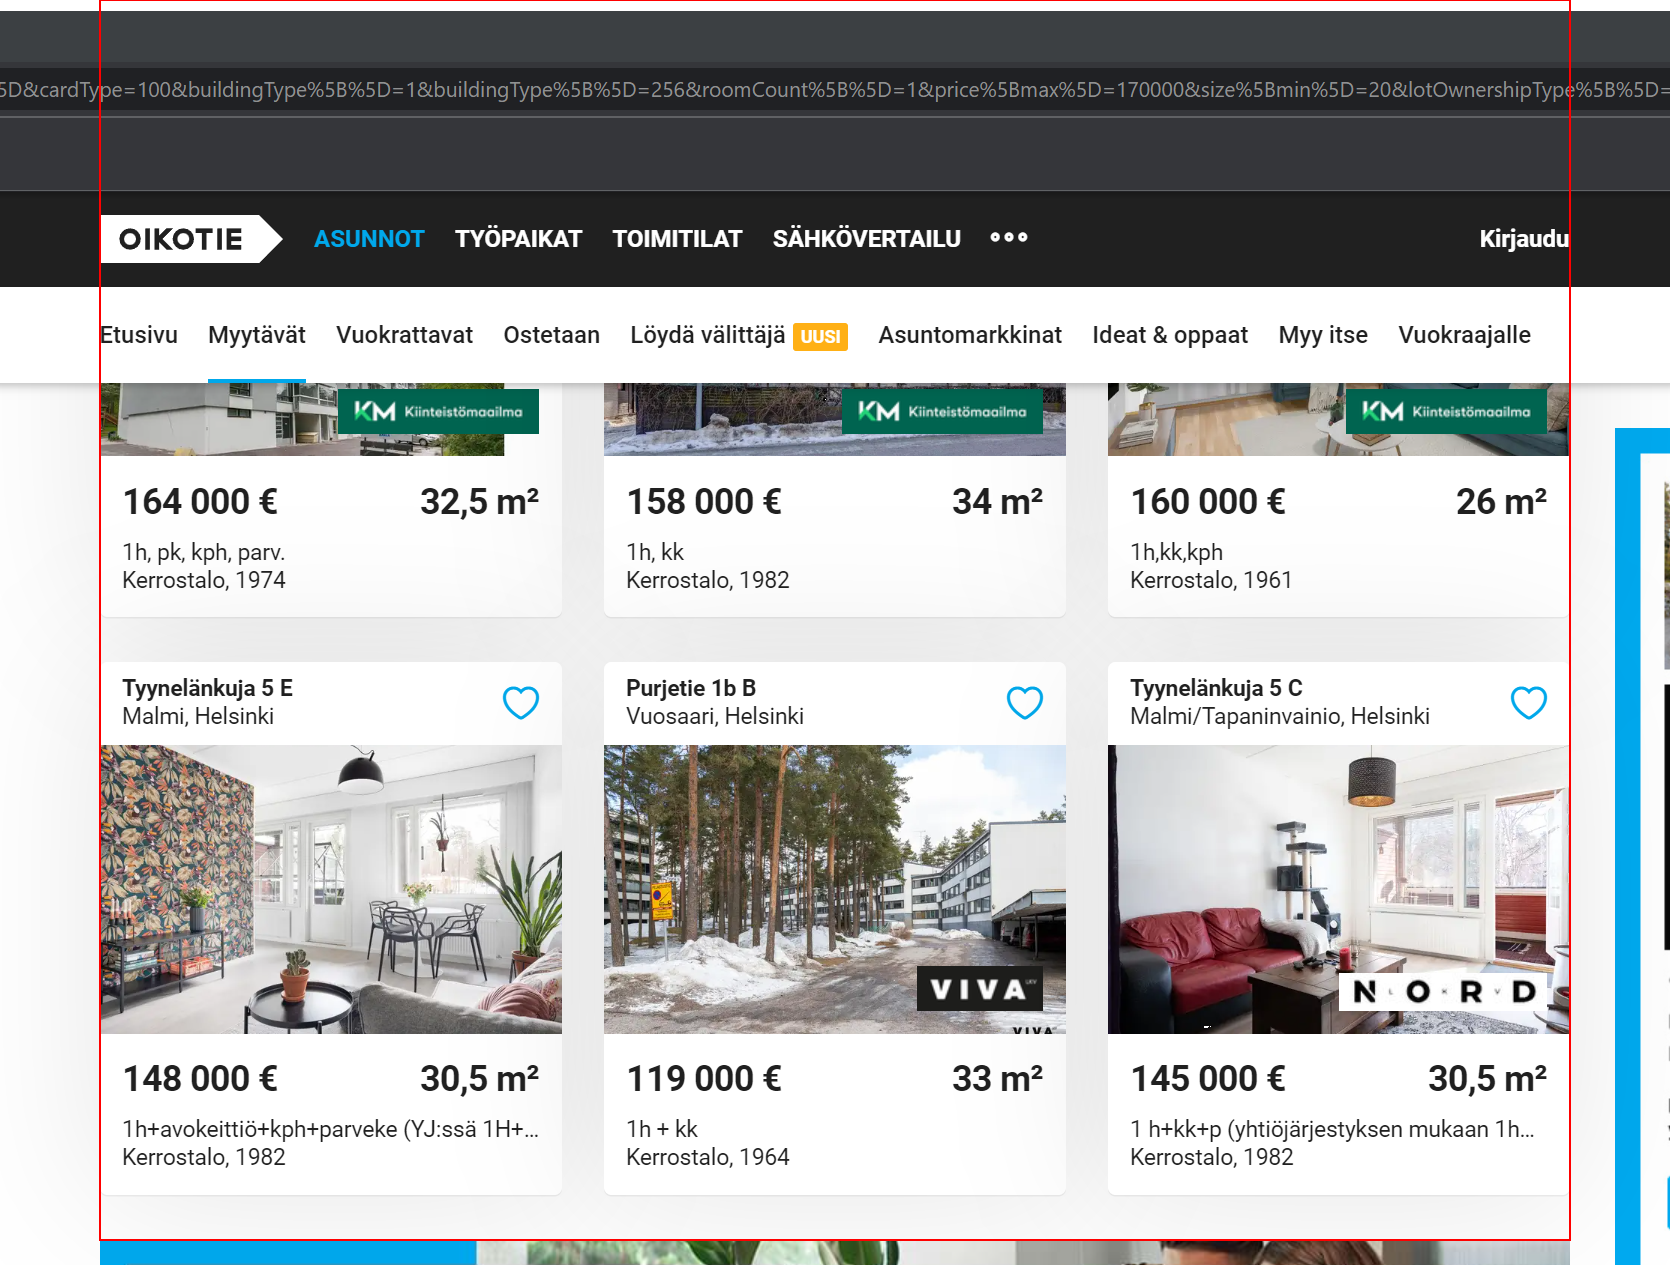 5D&cardType=100&buildingType%5B%5D=1&buildingType%5B%5D=256&roomCount%5B%5D=1&price%5Bmax%5D=170000&size%5Bmin%5D=20&lotOwnershipType%5B%5D=
OIKOTIE ASUNNOT TYÖPAIKAT TOIMITILAT SÄHKÖVERTAILU Kirjaudu
Etusivu Myytävät Vuokrattavat Ostetaan Löydä välittäjä UUSI Asuntomarkkinat Ideat & oppaat Myy itse Vuokraajalle
KM Kiinteistömaailma
164 000 € 32,5 m²
1h, pk, kph, parv.
Kerrostalo, 1974
KM Kiinteistömaailma
158 000 € 34 m²
1h, kk
Kerrostalo, 1982
KM Kiinteistömaailma
160 000 € 26 m²
1h,kk,kph
Kerrostalo, 1961
Tyynelänkuja 5 E
Malmi, Helsinki
148 000 € 30,5 m²
1h+avokeittiö+kph+parveke (YJ:ssä 1H+...
Kerrostalo, 1982
Purjetie 1b B
Vuosaari, Helsinki
VIVA
VIVA
119 000 € 33 m²
1h + kk
Kerrostalo, 1964
Tyynelänkuja 5 C
Malmi/Tapaninvainio, Helsinki
NORD
145 000 € 30,5 m²
1 h+kk+p (yhtiöjärjestyksen mukaan 1h...
Kerrostalo, 1982